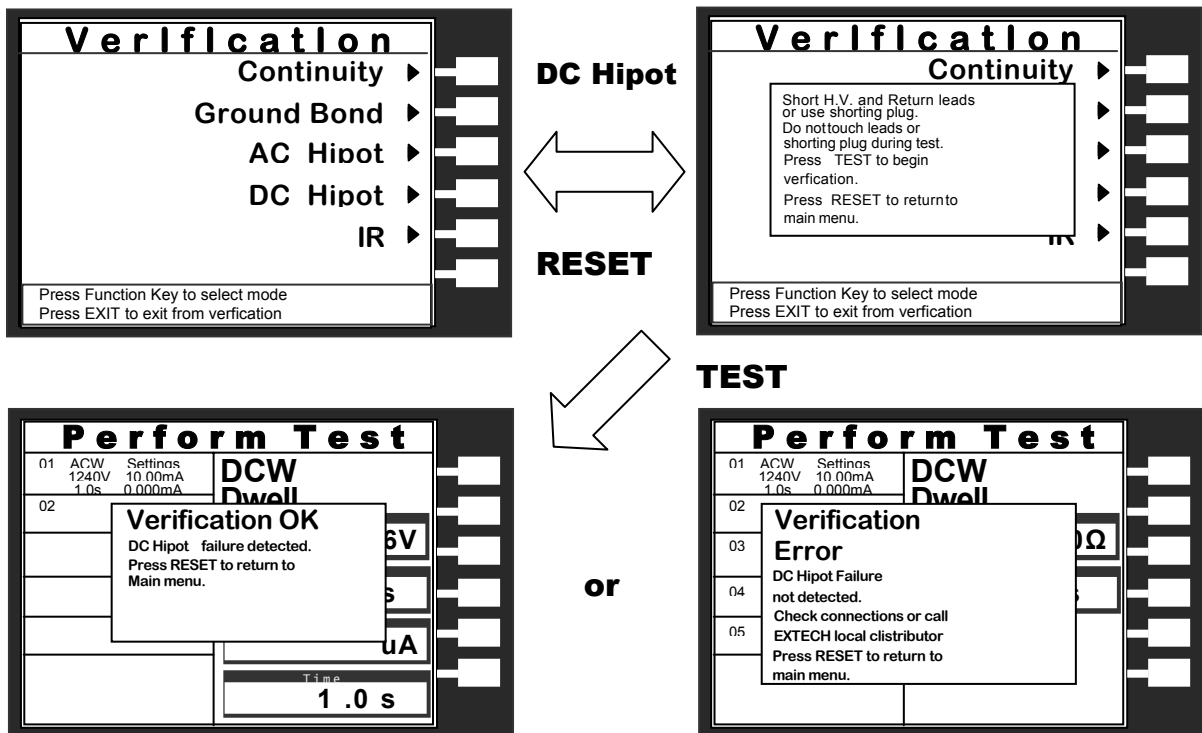 Verification
Continuity
Ground Bond
AC Hipot
DC Hipot
IR
Press Function Key to select mode
Press EXIT to exit from verfication
DC Hipot
RESET
Verification
Continuity
Short H.V. and Return leads
or use shorting plug.
Do nottouch leads or
shorting plug during test.
Press TEST to begin
verfication.
Press RESET to returnto
main menu.
IR
Press Function Key to select mode
Press EXIT to exit from verfication
TEST
Perform Test
01 ACW Settings
1240V 10.00mA
1.0s 0.000mA
02
DCW
Dwell
Verification OK
DC Hipot failure detected.
Press RESET to return to
Main menu.
6V
s
uA
Time
1.0 s
or
Perform Test
01 ACW Settings
1240V 10.00mA
1.0s 0.000mA
02
03
04
05
DCW
Dwell
Verification
Error
DC Hipot Failure
not detected.
Check connections or call
EXTECH local clistributor
Press RESET to return to
main menu.
0Ω